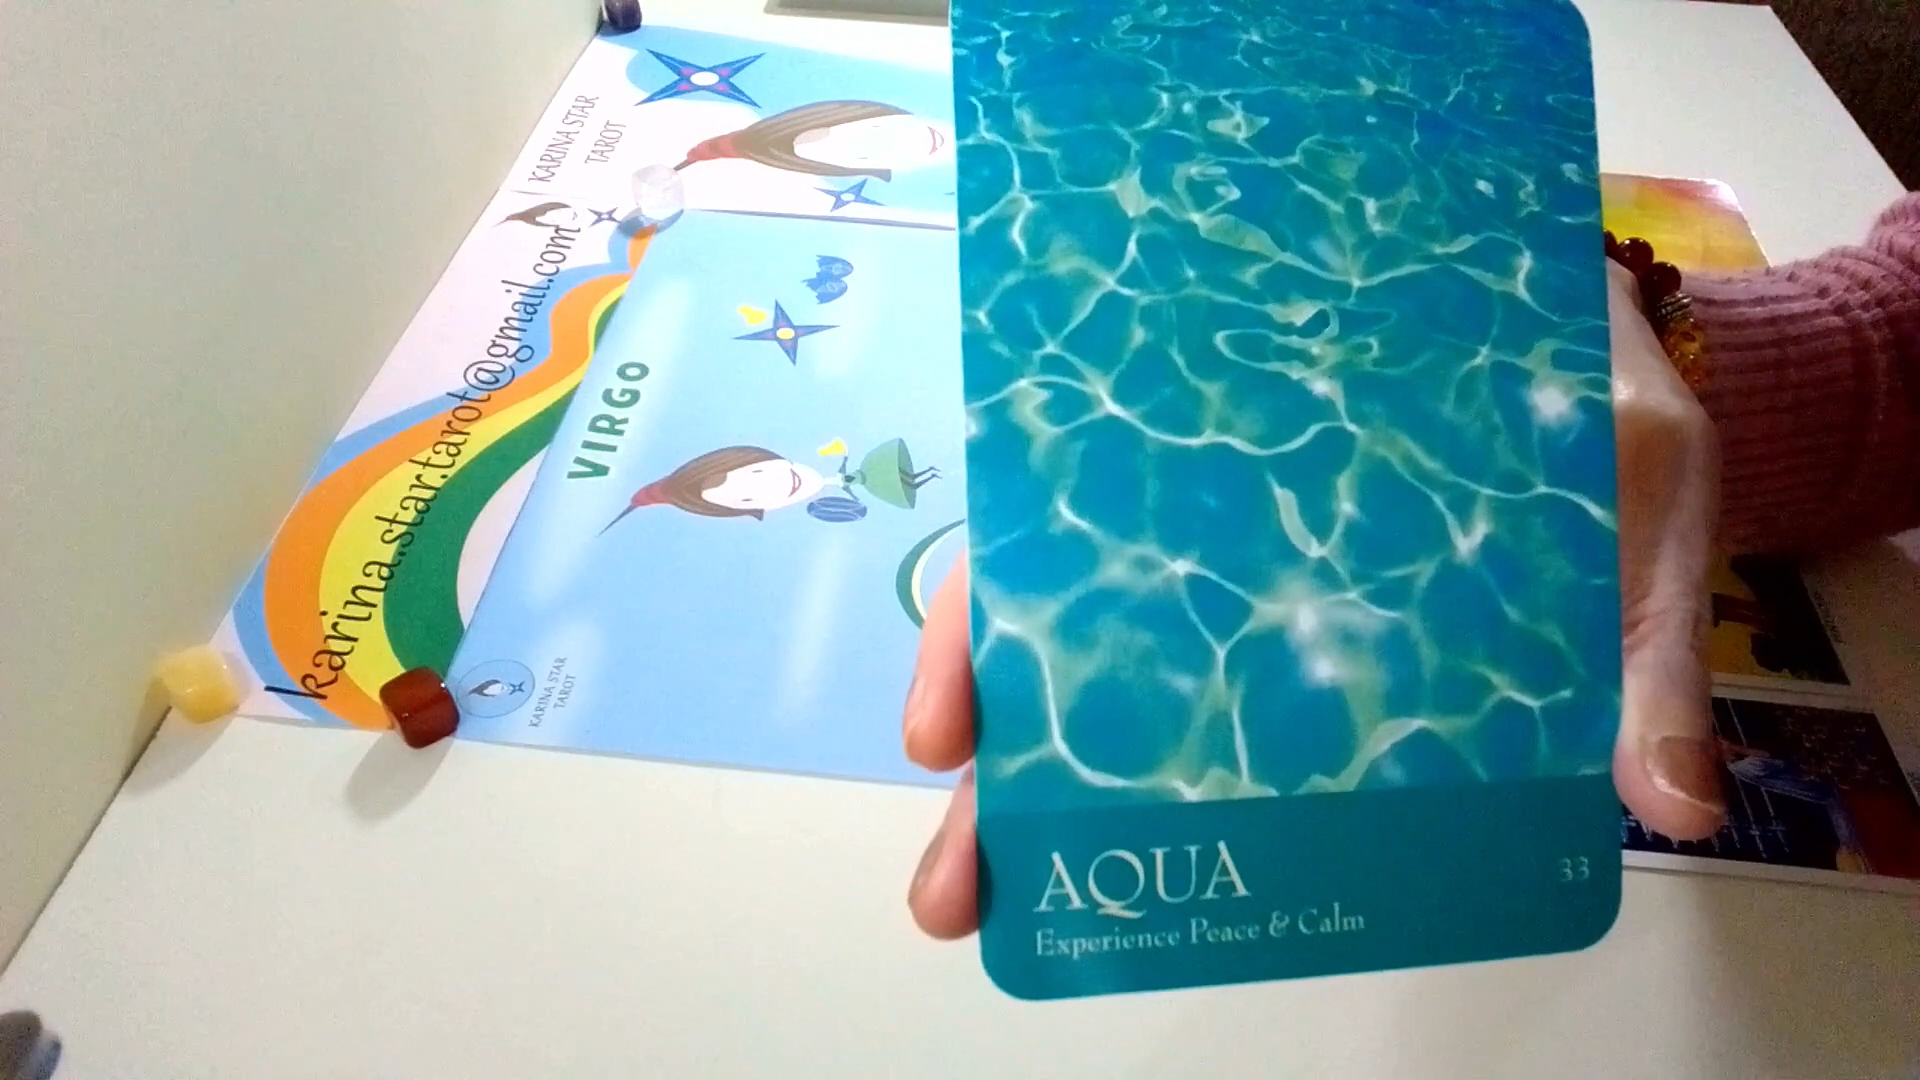 KARINA STAR
TAROT
karina.star.tarot@gmail.com
VIRGO
KARINA STAR
TAROT
AQUA
Experience Peace & Calm
33